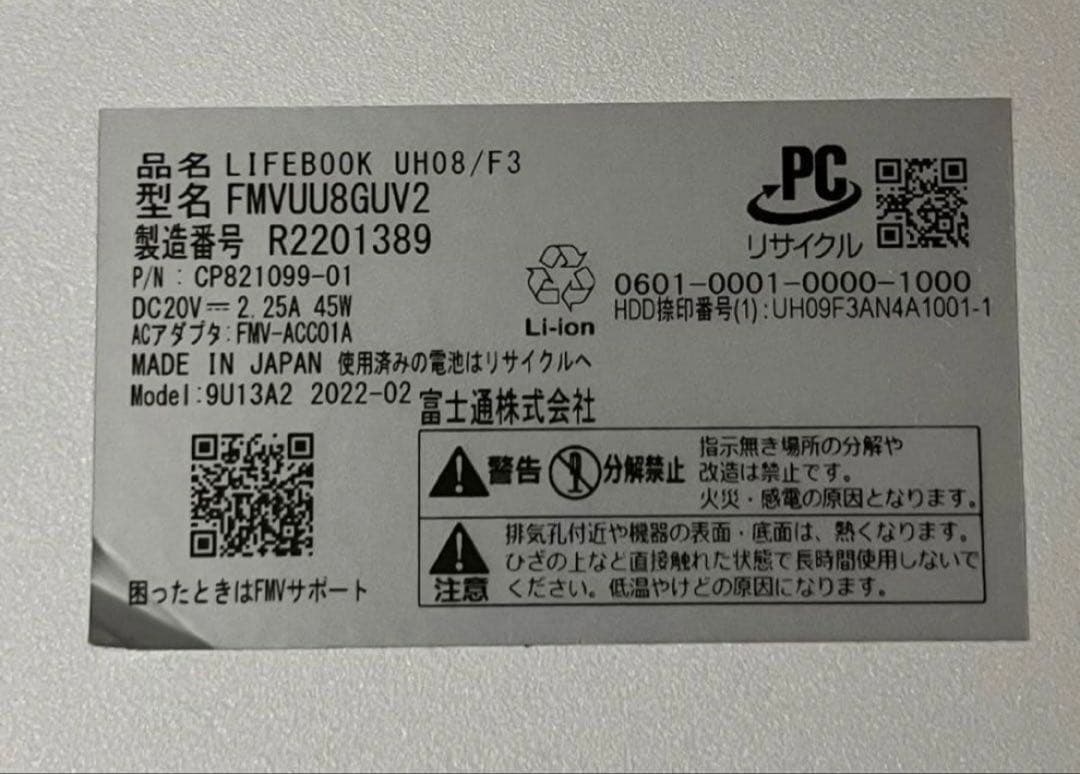 品名 LIFEBOOK UH08/F3
型名 FMVUU8GUV2
製造番号 R2201389
P/N : CP821099-01
DC20V⎓ 2.25A 45W
ACアダプタ:FMV-ACC01A
MADE IN JAPAN 使用済みの電池はリサイクルへ
Model:9U13A2 2022-02
富士通株式会社
Li-ion
PC
リサイクル
0601-0001-0000-1000
HDD捺印番号(1):UH09F3AN4A1001-1
困ったときはFMVサポート
警告 分解禁止
指示無き場所の分解や
改造は禁止です。
火災・感電の原因となります。
注意
排気孔付近や機器の表面・底面は、熱くなります。
ひざの上など直接触れた状態で長時間使用しないで
ください。低温やけどの原因になります。